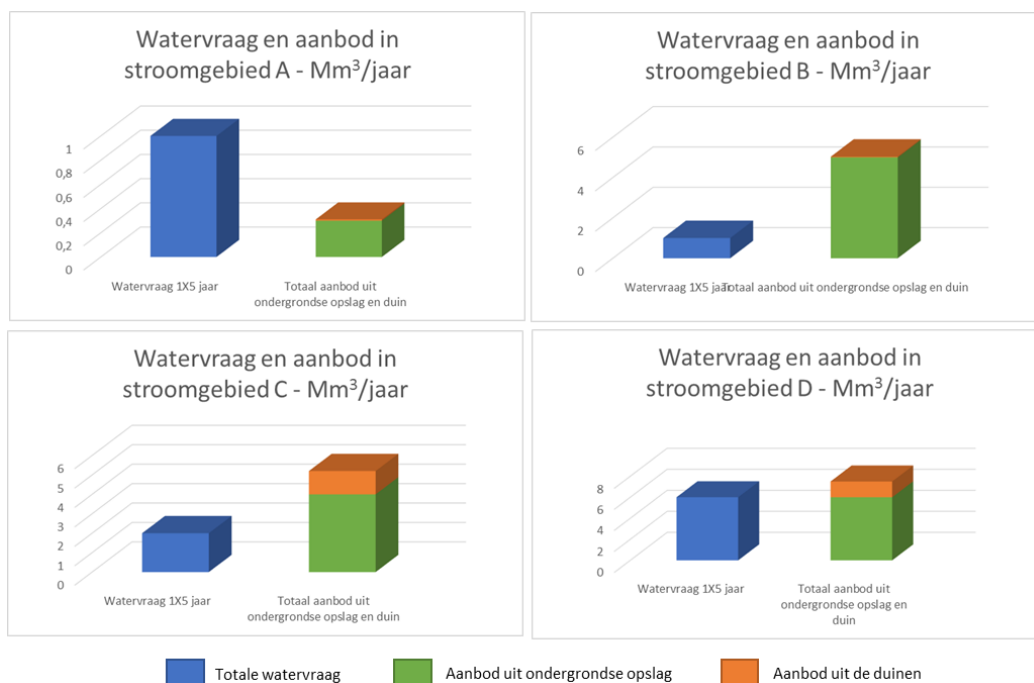 Watervraag en aanbod in
stroomgebied A - Mm³/jaar
1
0,8
0,6
0,4
0,2
0
Watervraag 1X5 jaar
Totaal aanbod uit
ondergrondse opslag en duin
Watervraag en aanbod in
stroomgebied B - Mm³/jaar
6
4
2
0
Watervraag 1X5 jaar
Totaal aanbod uit ondergrondse opslag en duin
Watervraag en aanbod in
stroomgebied C - Mm³/jaar
6
5
4
3
2
1
0
Watervraag 1X5 jaar
Totaal aanbod uit
ondergrondse opslag en duin
Watervraag en aanbod in
stroomgebied D - Mm³/jaar
8
6
4
2
0
Watervraag 1X5 jaar
Totaal aanbod uit
ondergrondse opslag en
duin
Totale watervraag
Aanbod uit ondergrondse opslag
Aanbod uit de duinen